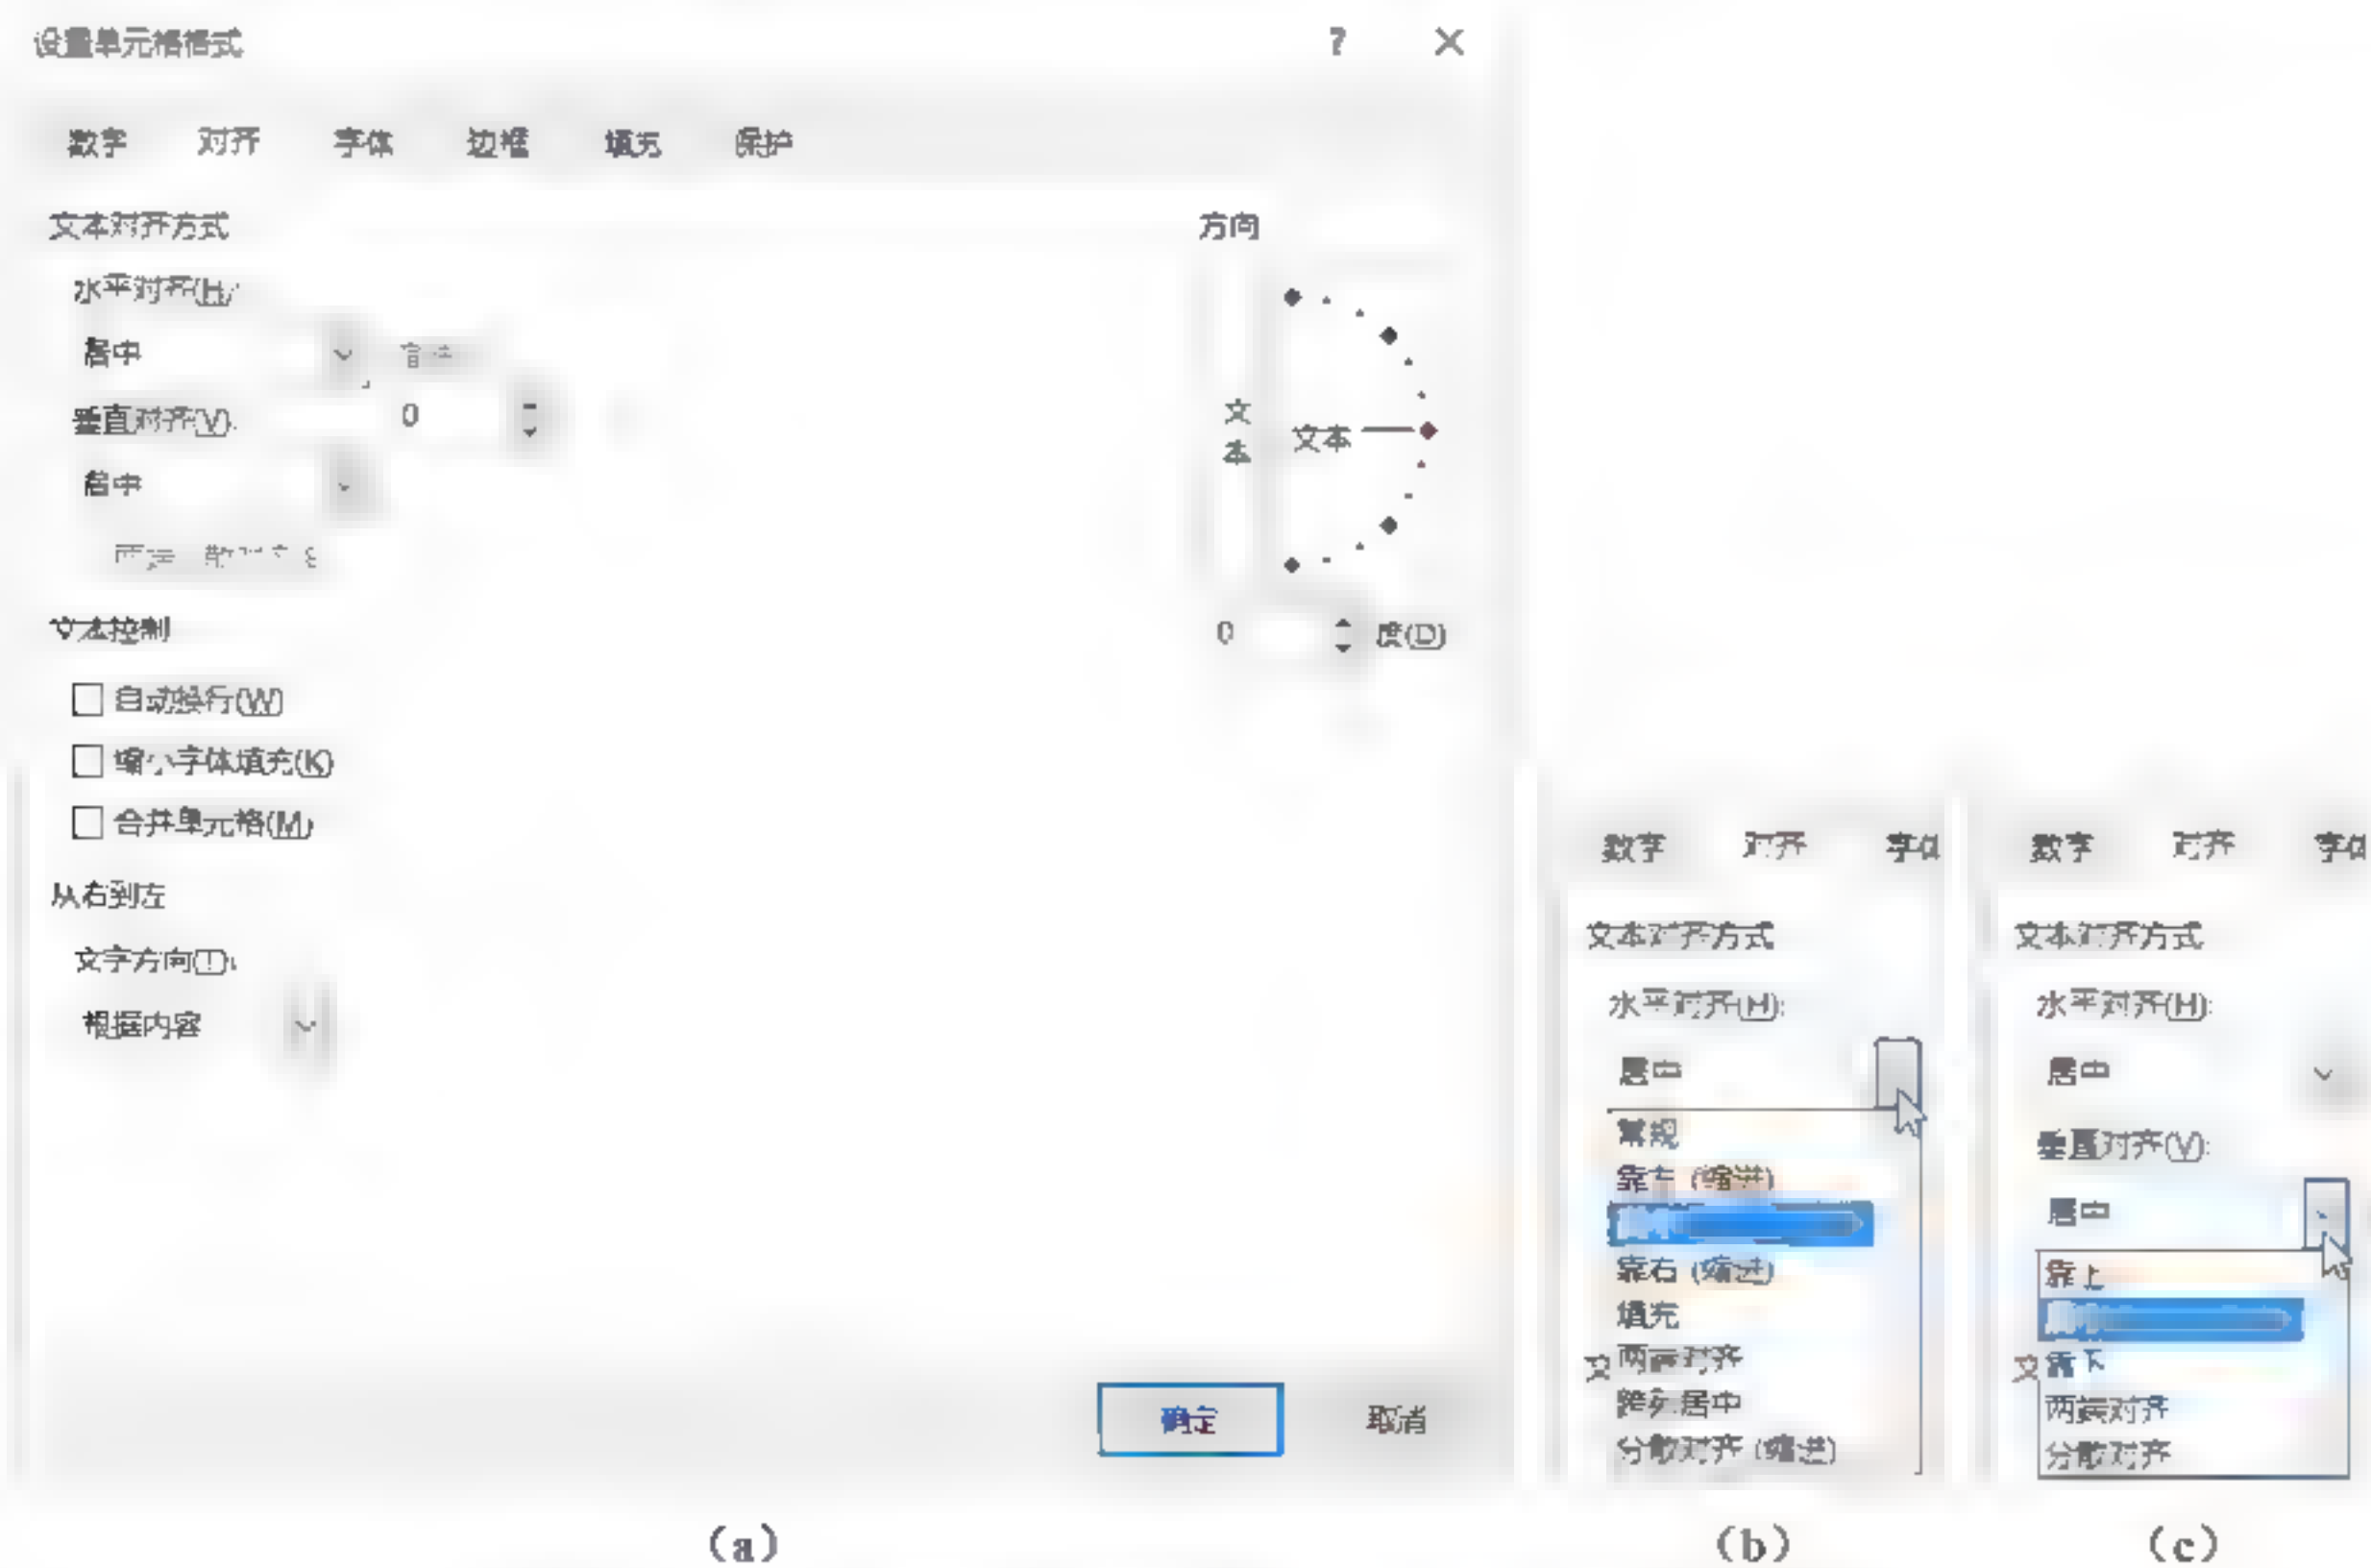 设置单元格格式
数字 对齐 字体 边框 填充 保护
文本对齐方式
方向
水平对齐(H):
居中
垂直对齐(V):
0
居中
文本
文本
文本控制
0 度(D)
自动换行(W)
缩小字体填充(K)
合并单元格(M)
从右到左
文字方向(T):
根据内容
确定 取消
(a)
数字 对齐
文本对齐方式
水平对齐(H):
居中
常规
靠左 (缩进)
靠右 (缩进)
填充
两端对齐
跨列居中
分散对齐 (缩进)
(b)
数字 对齐
文本对齐方式
水平对齐(H):
居中
垂直对齐(V):
居中
靠上
靠下
两端对齐
分散对齐
(c)